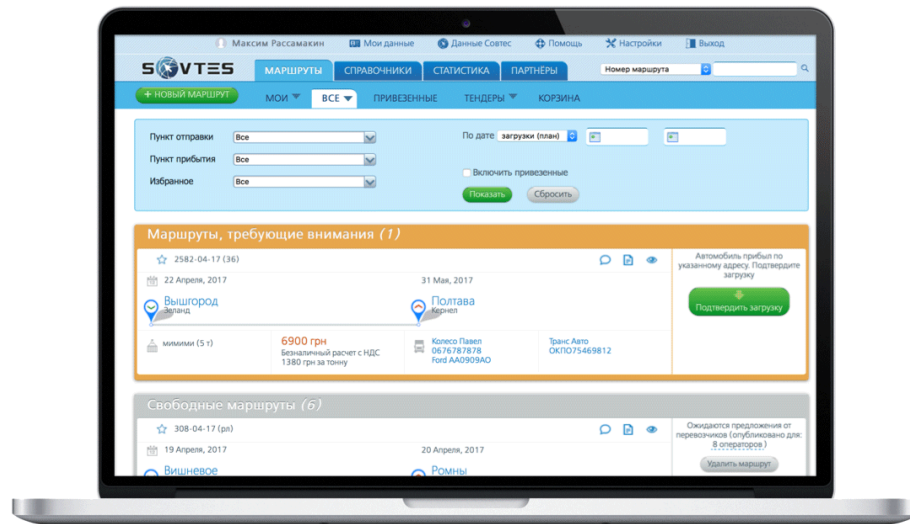 Максим Рассамакин Мои данные Данные Совтес Помощь Настройки Выход
SOVTES МАРШРУТЫ СПРАВОЧНИКИ СТАТИСТИКА ПАРТНЁРЫ Номер маршрута
+ НОВЫЙ МАРШРУТ МОИ ВСЕ ПРИВЕЗЕННЫЕ ТЕНДЕРЫ КОРЗИНА
Пункт отправки Все По дате загрузки (план)
Пункт прибытия Все
Включить привезенные
Избранное Все
Показать Сбросить
Маршруты, требующие внимания (1)
2582-04-17 (36)
22 Апреля, 2017 31 Мая, 2017
Вышгород Полтава
Зеланд Кернел
мимими (5 т)
6900 грн
Безналичный расчет с НДС
1380 грн за тонну
Колесо Павел
0676787878
Ford АА0909АО
Транс Авто
ОКПО75469812
Автомобиль прибыл по
указанному адресу. Подтвердите
загрузку
Подтвердить загрузку
Свободные маршруты (6)
308-04-17 (рл)
19 Апреля, 2017 20 Апреля, 2017
Вишневое Ромны
Ожидаются предложения от
перевозчиков (опубликовано для:
8 операторов )
Удалить маршрут